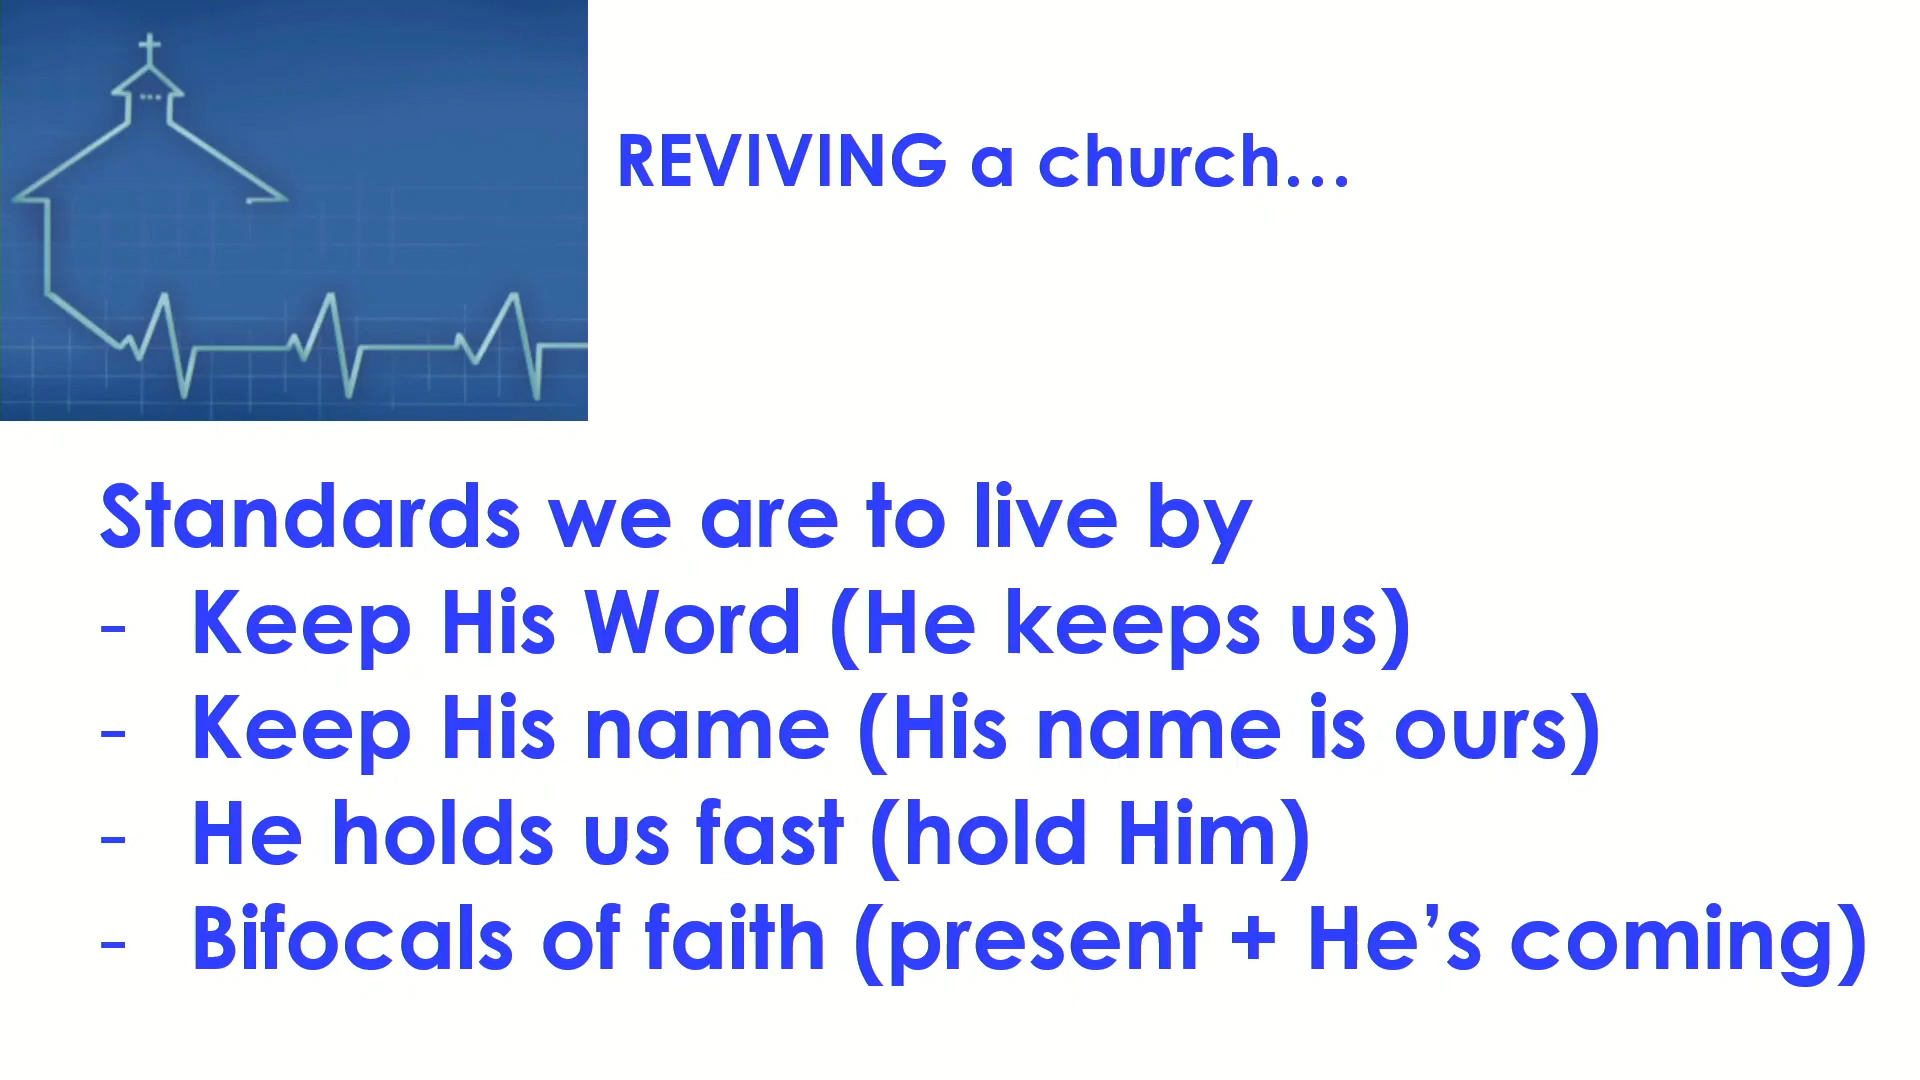 REVIVING a church…
Standards we are to live by
- Keep His Word (He keeps us)
- Keep His name (His name is ours)
- He holds us fast (hold Him)
- Bifocals of faith (present + He’s coming)